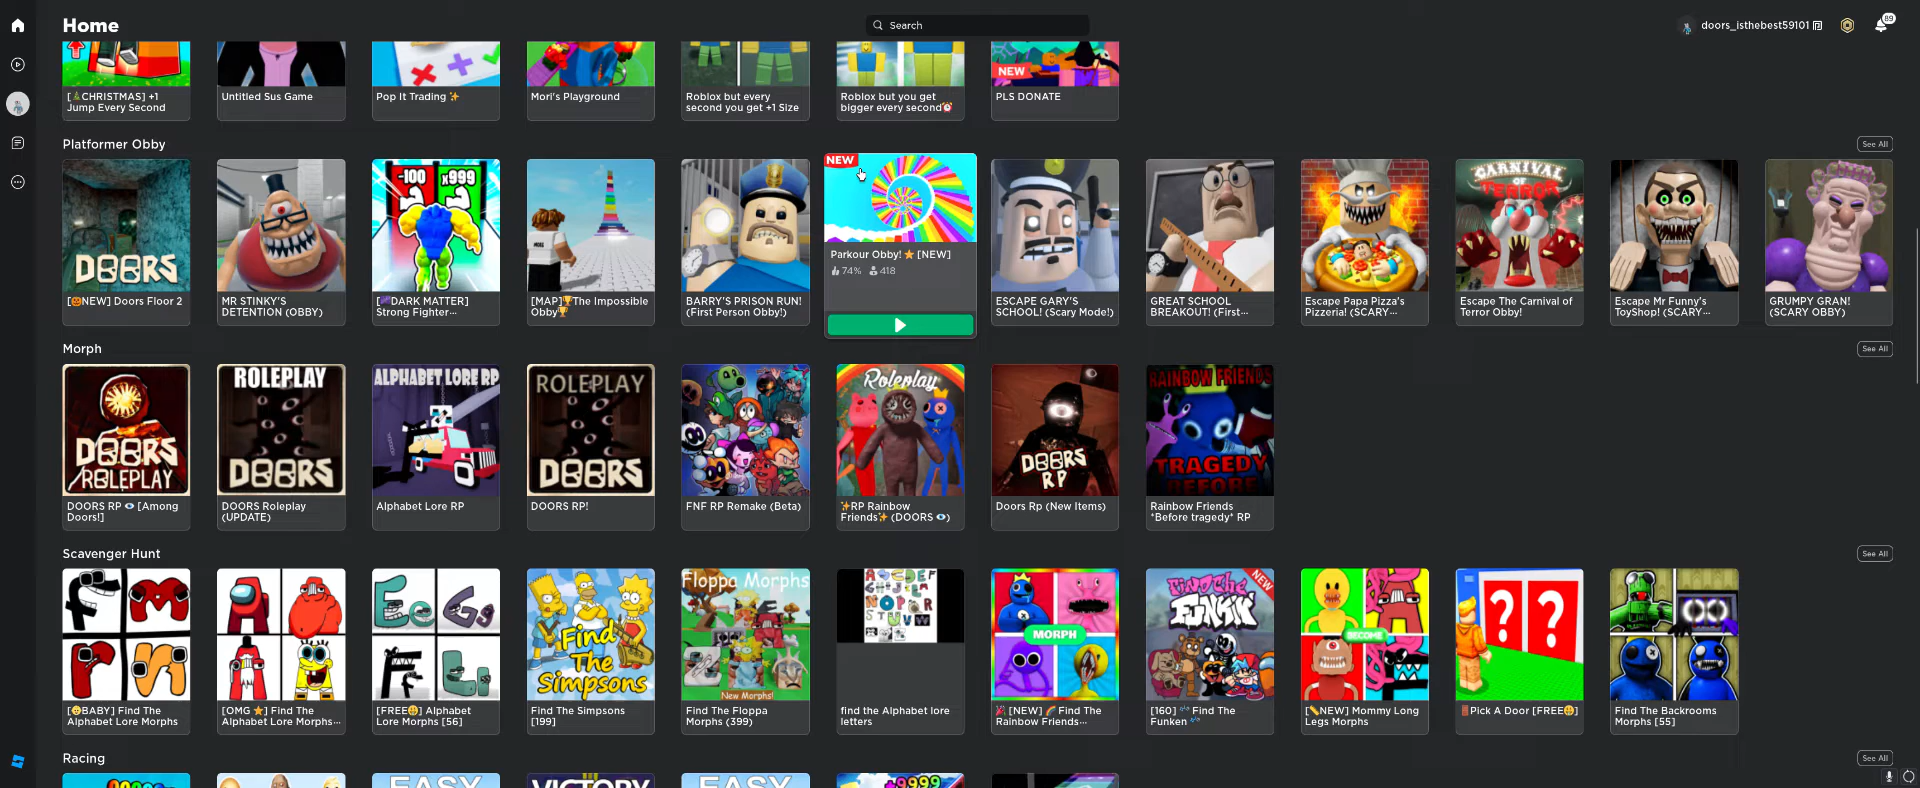 Home
Search
doors_isthebest59101
89
NEW
[🎄CHRISTMAS] +1
Jump Every Second
Untitled Sus Game
Pop It Trading ✨
Mori's Playground
Roblox but every
second you get +1 Size
Roblox but you get
bigger every second⏰
PLS DONATE
Platformer Obby
See All
DOORS
-100
x999
MORE
NEW
CARNIVAL
OF
TERROR
[🎃NEW] Doors Floor 2
MR STINKY'S
DETENTION (OBBY)
[🌌DARK MATTER]
Strong Fighter...
[MAP]🏆The Impossible
Obby🏆
BARRY'S PRISON RUN!
(First Person Obby!)
Parkour Obby! ⭐ [NEW]
74% 418
ESCAPE GARY'S
SCHOOL! (Scary Mode!)
GREAT SCHOOL
BREAKOUT! (First...
Escape Papa Pizza's
Pizzeria! (SCARY...
Escape The Carnival of
Terror Obby!
Escape Mr Funny's
ToyShop! (SCARY...
GRUMPY GRAN!
(SCARY OBBY)
Morph
See All
DOORS
ROLEPLAY
ROLEPLAY
DOORS
ALPHABET LORE RP
ROLEPLAY
DOORS
Roleplay
DOORS
RP
RAINBOW FRIENDS
TRAGEDY
BEFORE
DOORS RP 👁 [Among
Doors!]
DOORS Roleplay
(UPDATE)
Alphabet Lore RP
DOORS RP!
FNF RP Remake (Beta)
✨RP Rainbow
Friends✨ (DOORS 👁)
Doors Rp (New Items)
Rainbow Friends
*Before tragedy* RP
Scavenger Hunt
See All
Find
The
Simpsons
Floppa Morphs
New Morphs!
MORPH
Find The
FUNKIN'
NEW
BECOME
? ?
[👶BABY] Find The
Alphabet Lore Morphs
[OMG ⭐] Find The
Alphabet Lore Morphs...
[FREE😃] Alphabet
Lore Morphs [56]
Find The Simpsons
[199]
Find The Floppa
Morphs (399)
find the Alphabet lore
letters
🎉 [NEW] 🌈 Find The
Rainbow Friends...
[160] 🎶 Find The
Funken 🎶
[✏️NEW] Mommy Long
Legs Morphs
🚪Pick A Door [FREE😃]
Find The Backrooms
Morphs [55]
Racing
See All
EASY
VICTORY
EASY
+9999